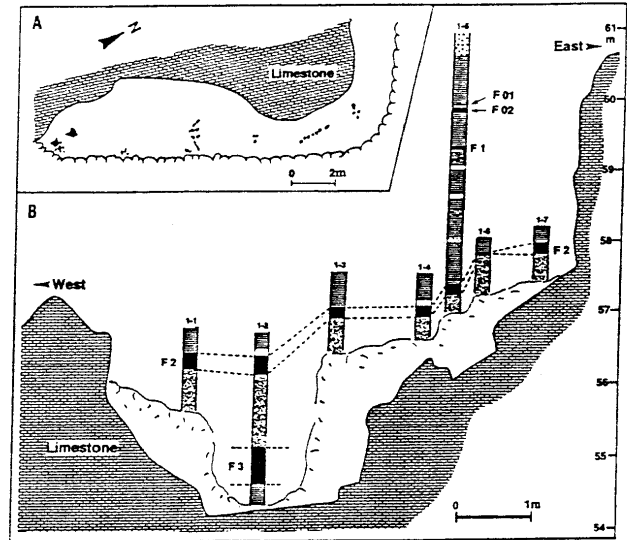 A
N
Limestone
0 2m
B
1-5
61
m
East
F 01
F 02
60
F 1
59
1-6
1-7
58
F 2
1-3
1-4
57
West
1-1
1-2
F 2
56
Limestone
F 3
55
0 1m
54